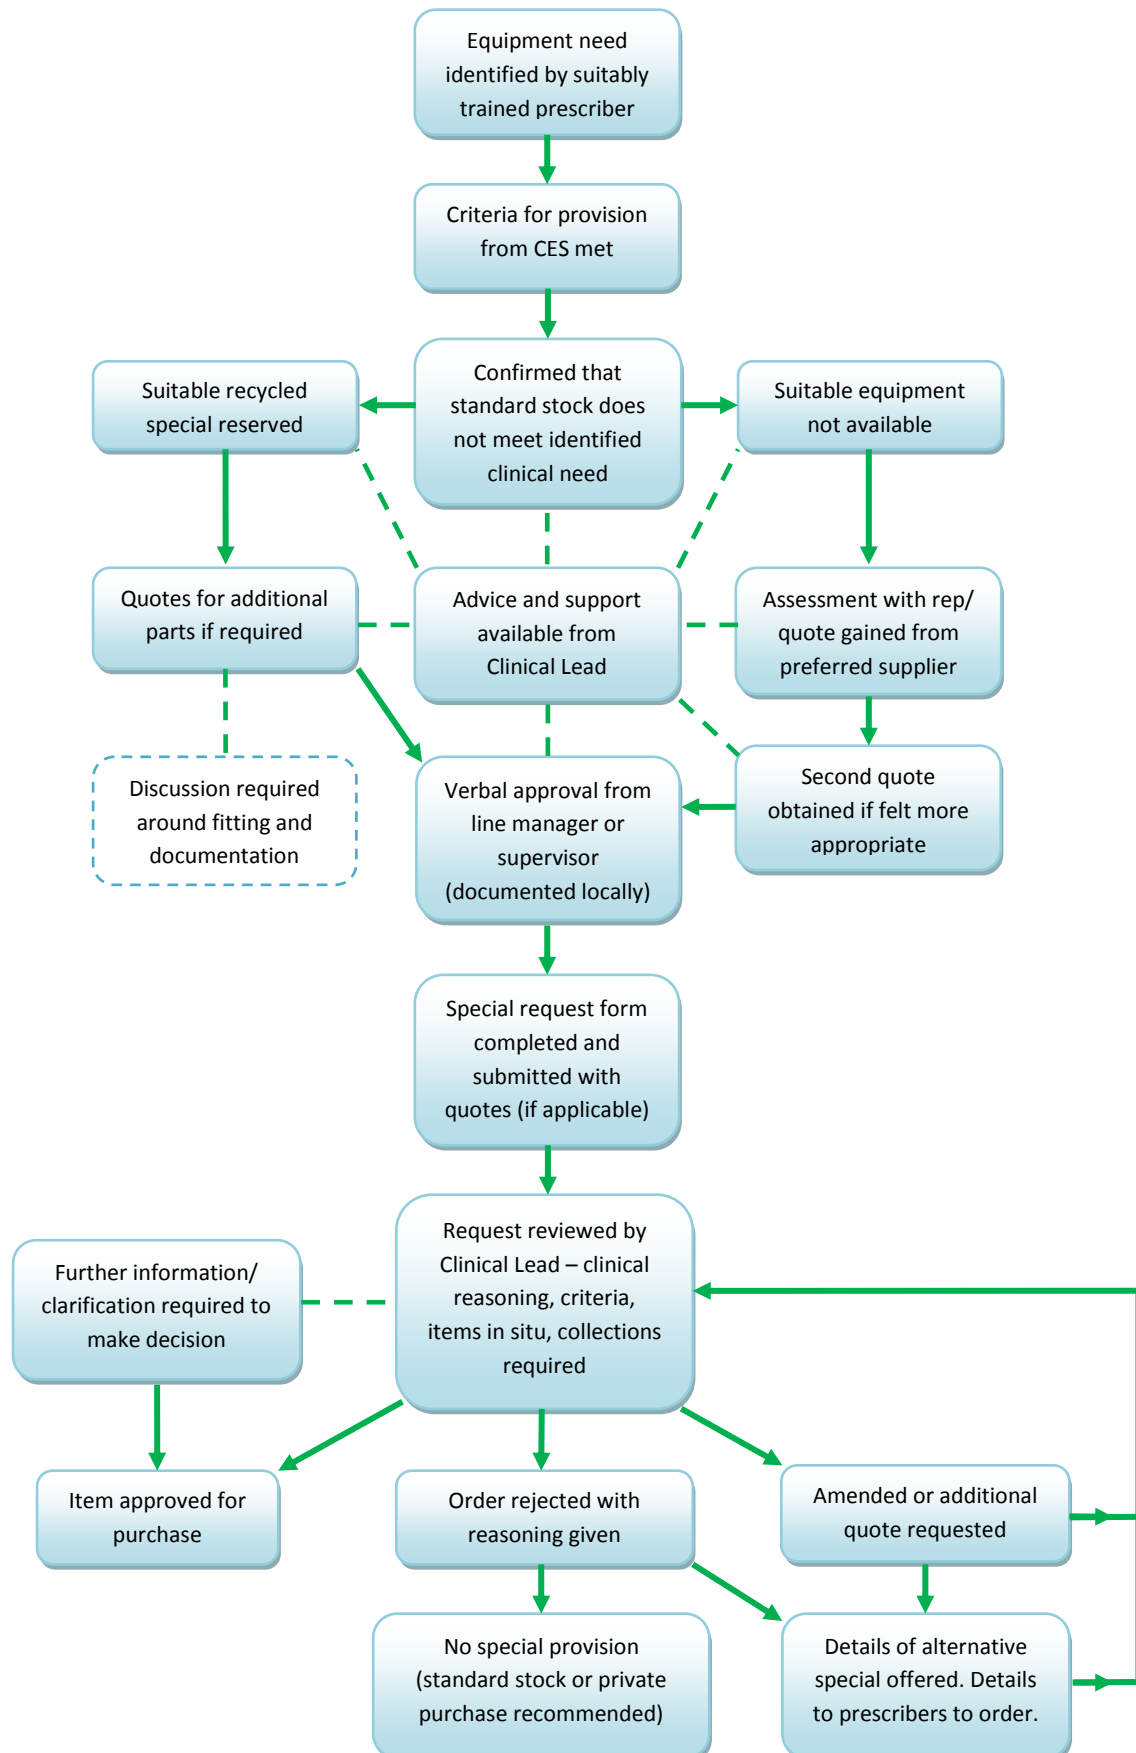 Equipment need
identified by suitably
trained prescriber
Criteria for provision
from CES met
Suitable recycled
special reserved
Confirmed that
standard stock does
not meet identified
clinical need
Suitable equipment
not available
Quotes for additional
parts if required
Advice and support
available from
Clinical Lead
Assessment with rep/
quote gained from
preferred supplier
Discussion required
around fitting and
documentation
Verbal approval from
line manager or
supervisor
(documented locally)
Second quote
obtained if felt more
appropriate
Special request form
completed and
submitted with
quotes (if applicable)
Further information/
clarification required to
make decision
Request reviewed by
Clinical Lead – clinical
reasoning, criteria,
items in situ, collections
required
Item approved for
purchase
Order rejected with
reasoning given
Amended or additional
quote requested
No special provision
(standard stock or private
purchase recommended)
Details of alternative
special offered. Details
to prescribers to order.